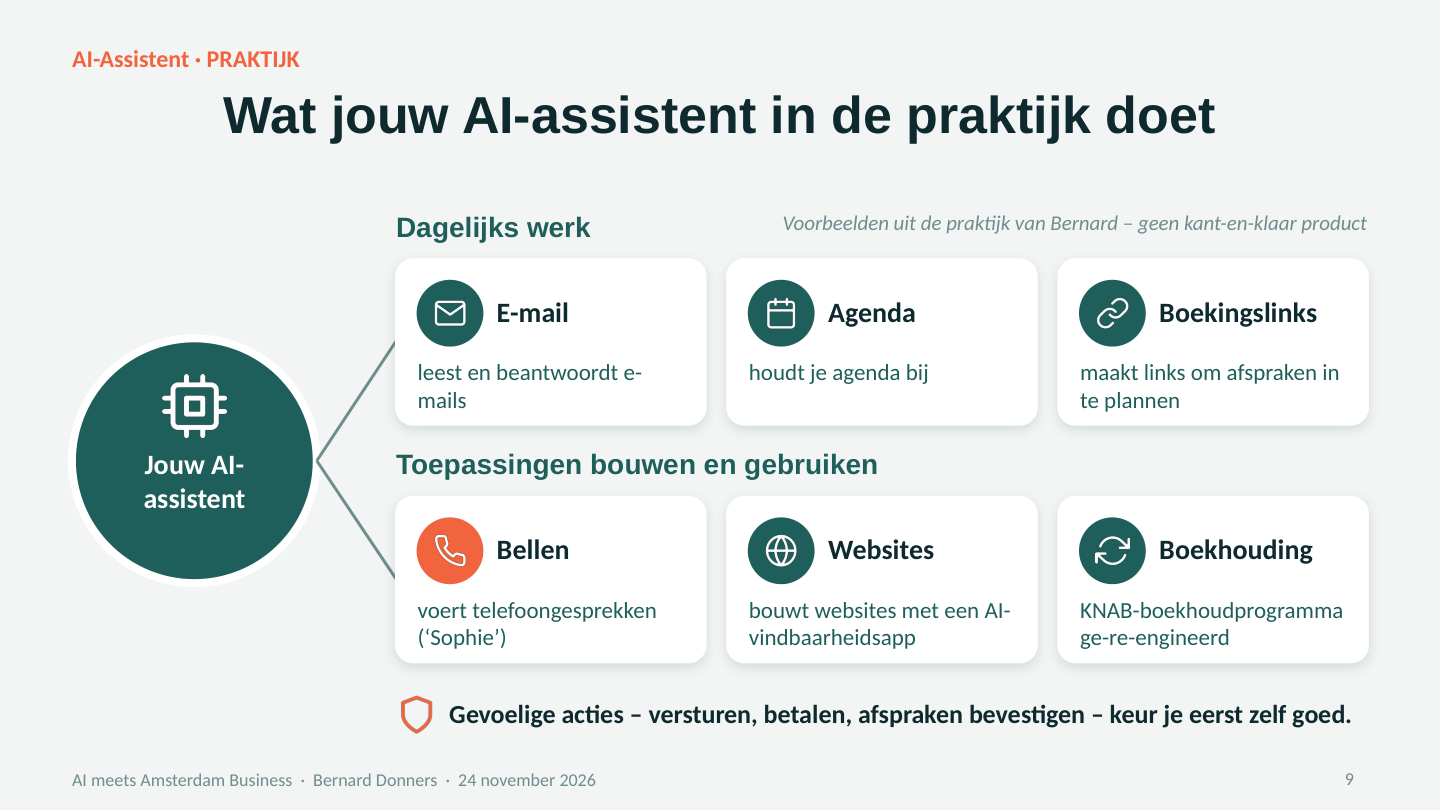 AI-Assistent · PRAKTIJK
Wat jouw AI-assistent in de praktijk doet
Dagelijks werk
Voorbeelden uit de praktijk van Bernard – geen kant-en-klaar product
E-mail
leest en beantwoordt e-
mails
Agenda
houdt je agenda bij
Boekingslinks
maakt links om afspraken in
te plannen
Jouw AI-
assistent
Toepassingen bouwen en gebruiken
Bellen
voert telefoongesprekken
(‘Sophie’)
Websites
bouwt websites met een AI-
vindbaarheidsapp
Boekhouding
KNAB-boekhoudprogramma
ge-re-engineerd
Gevoelige acties – versturen, betalen, afspraken bevestigen – keur je eerst zelf goed.
AI meets Amsterdam Business · Bernard Donners · 24 november 2026
9